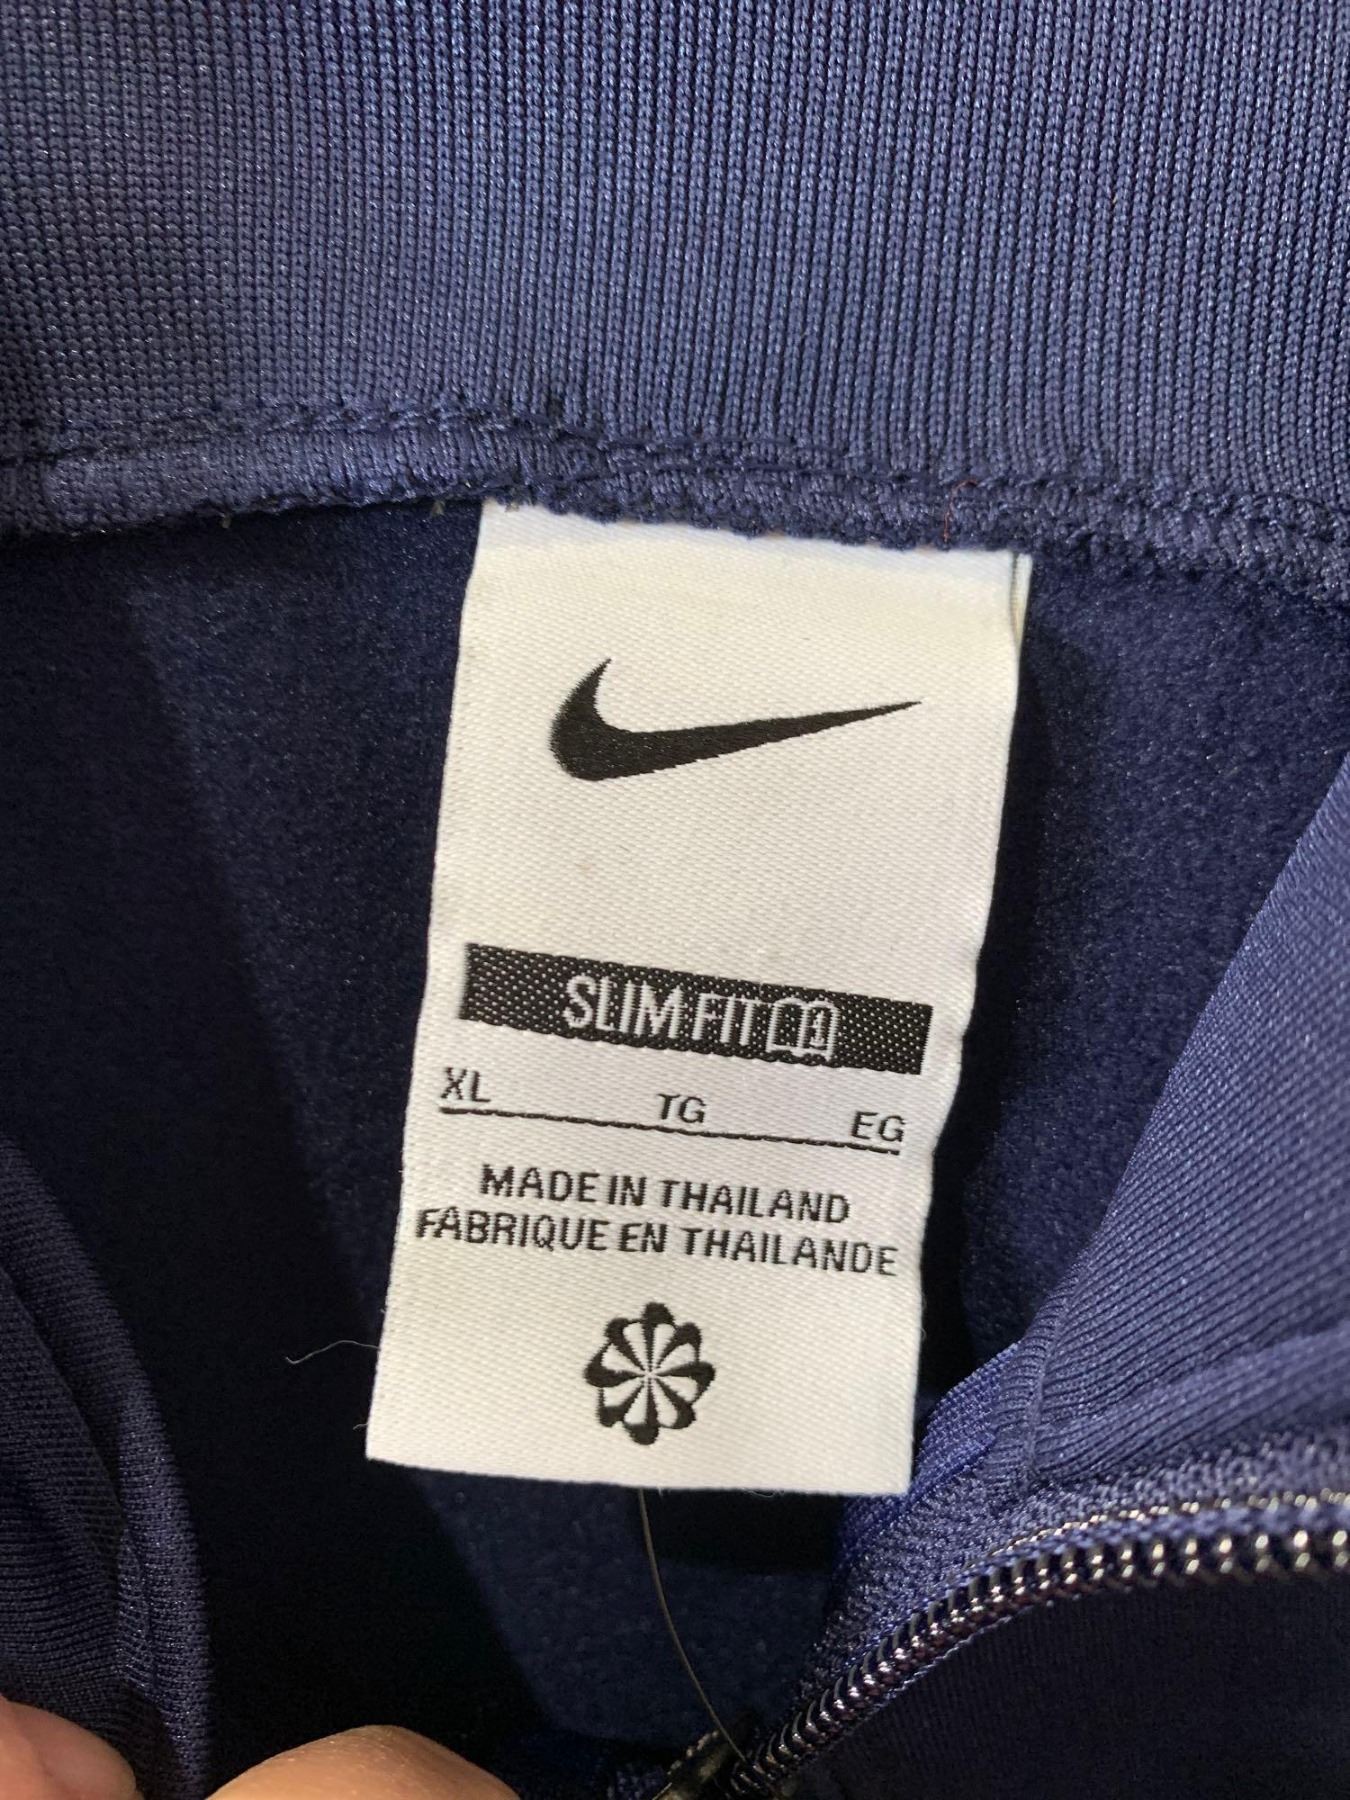 SLIM FIT
XL TG EG
MADE IN THAILAND
FABRIQUE EN THAILANDE